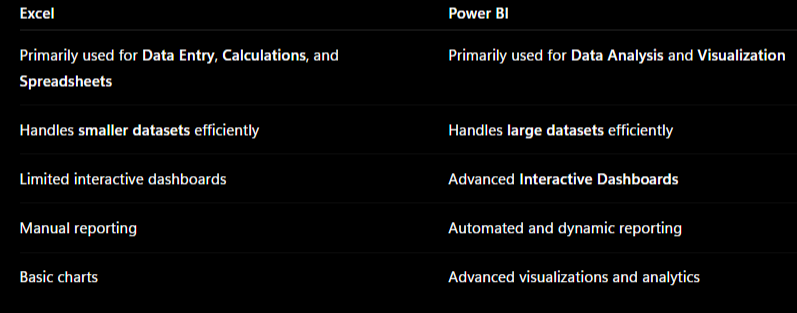 Excel Power BI
Primarily used for Data Entry, Calculations, and Primarily used for Data Analysis and Visualization
Spreadsheets
Handles smaller datasets efficiently Handles large datasets efficiently
Limited interactive dashboards Advanced Interactive Dashboards
Manual reporting Automated and dynamic reporting
Basic charts Advanced visualizations and analytics